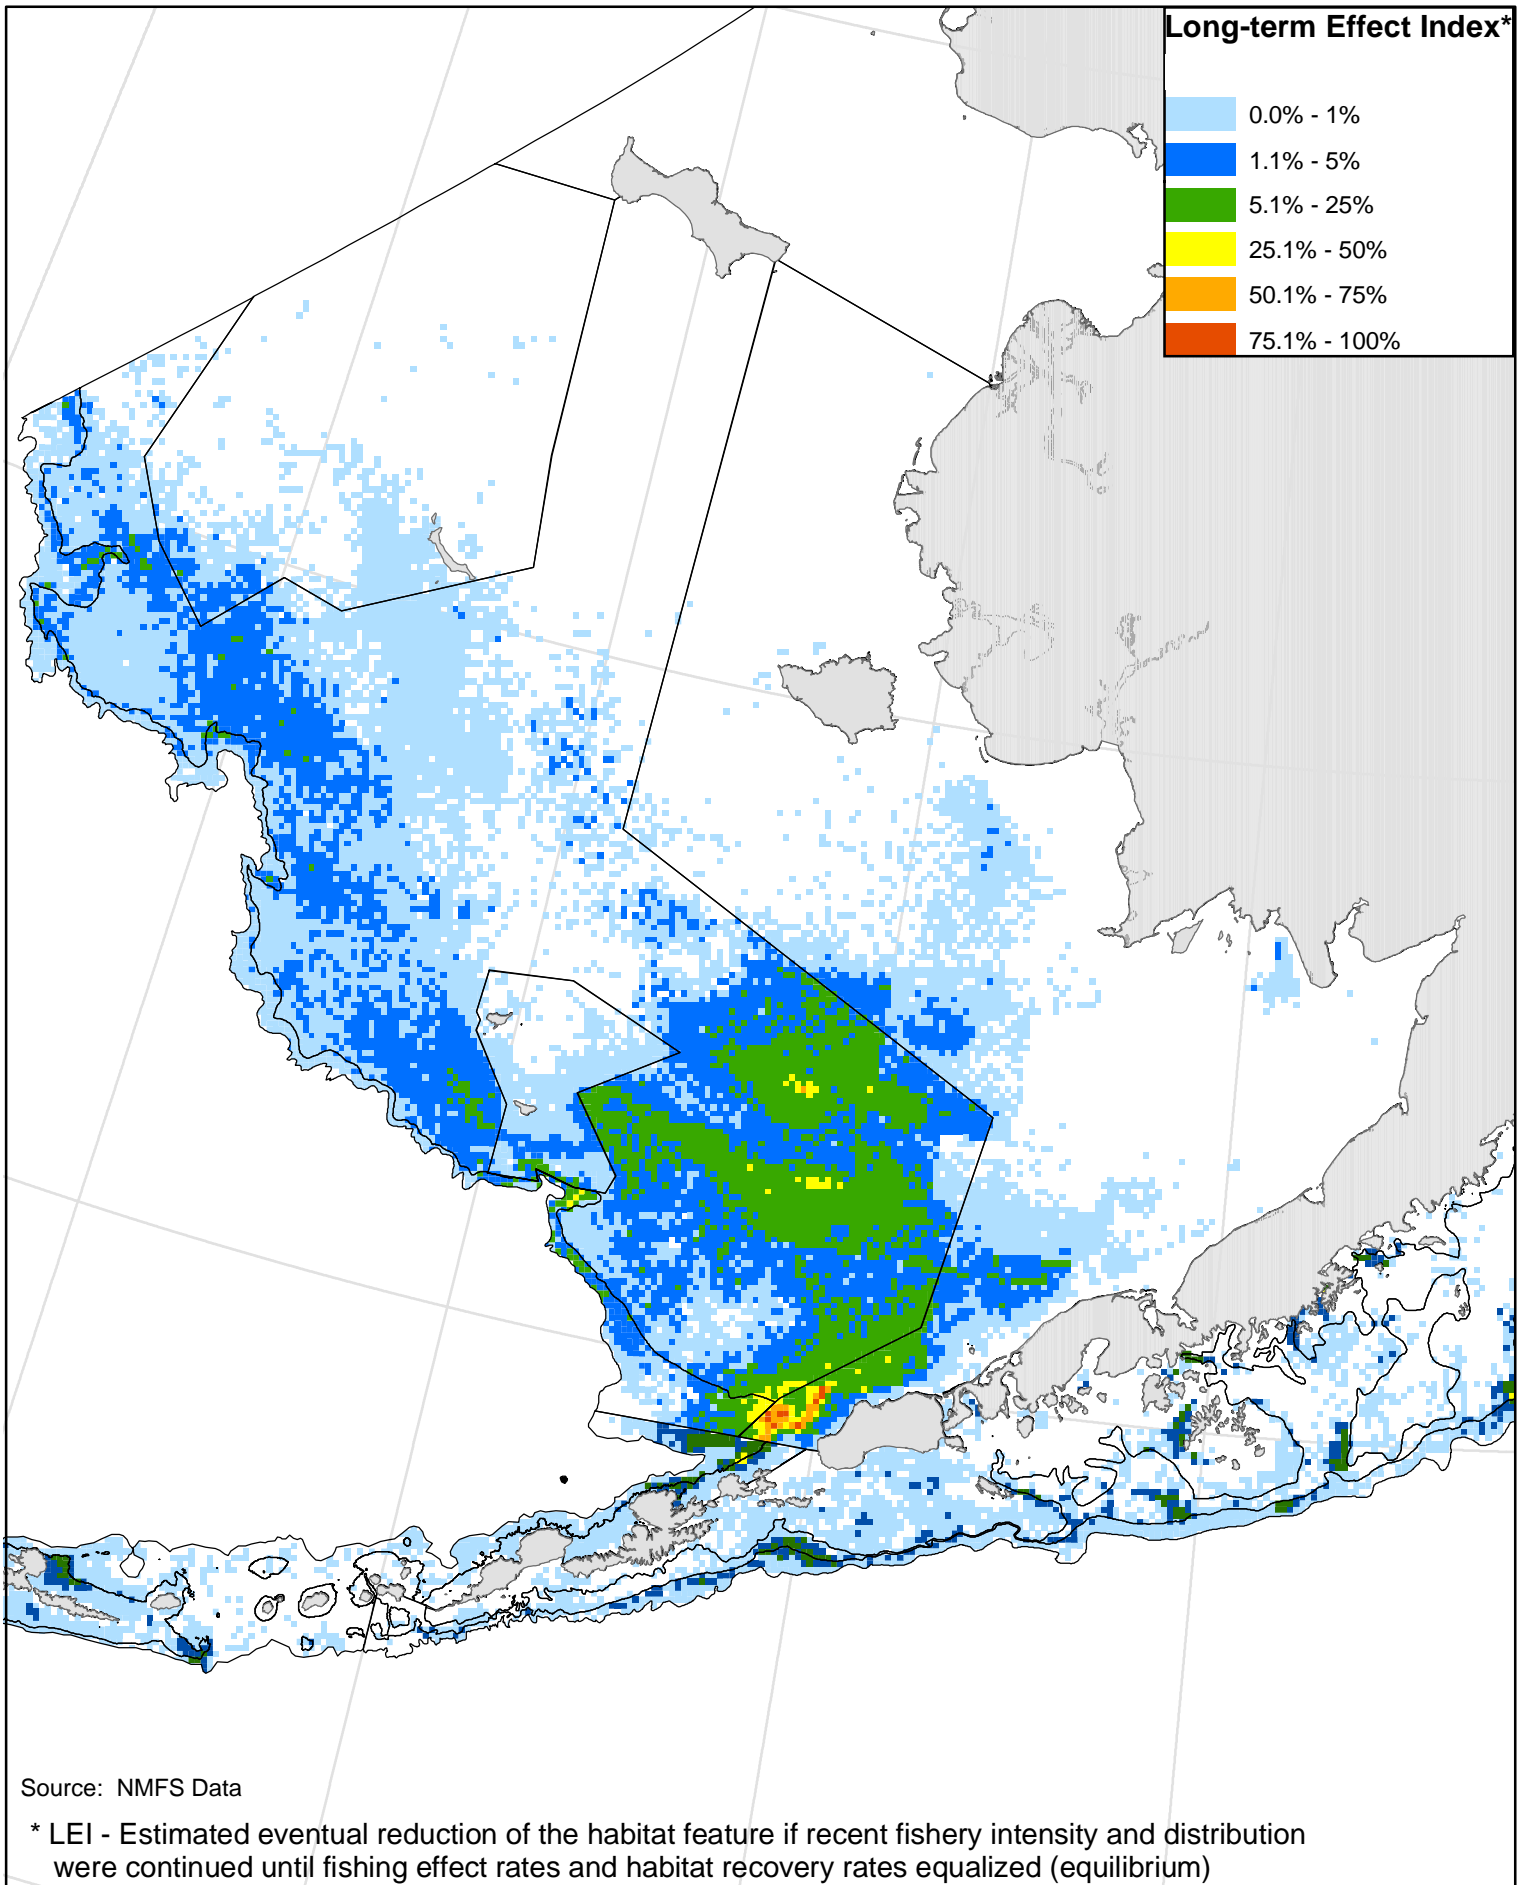 Long-term Effect Index*
0.0% - 1%
1.1% - 5%
5.1% - 25%
25.1% - 50%
50.1% - 75%
75.1% - 100%
Source: NMFS Data
* LEI - Estimated eventual reduction of the habitat feature if recent fishery intensity and distribution
were continued until fishing effect rates and habitat recovery rates equalized (equilibrium)